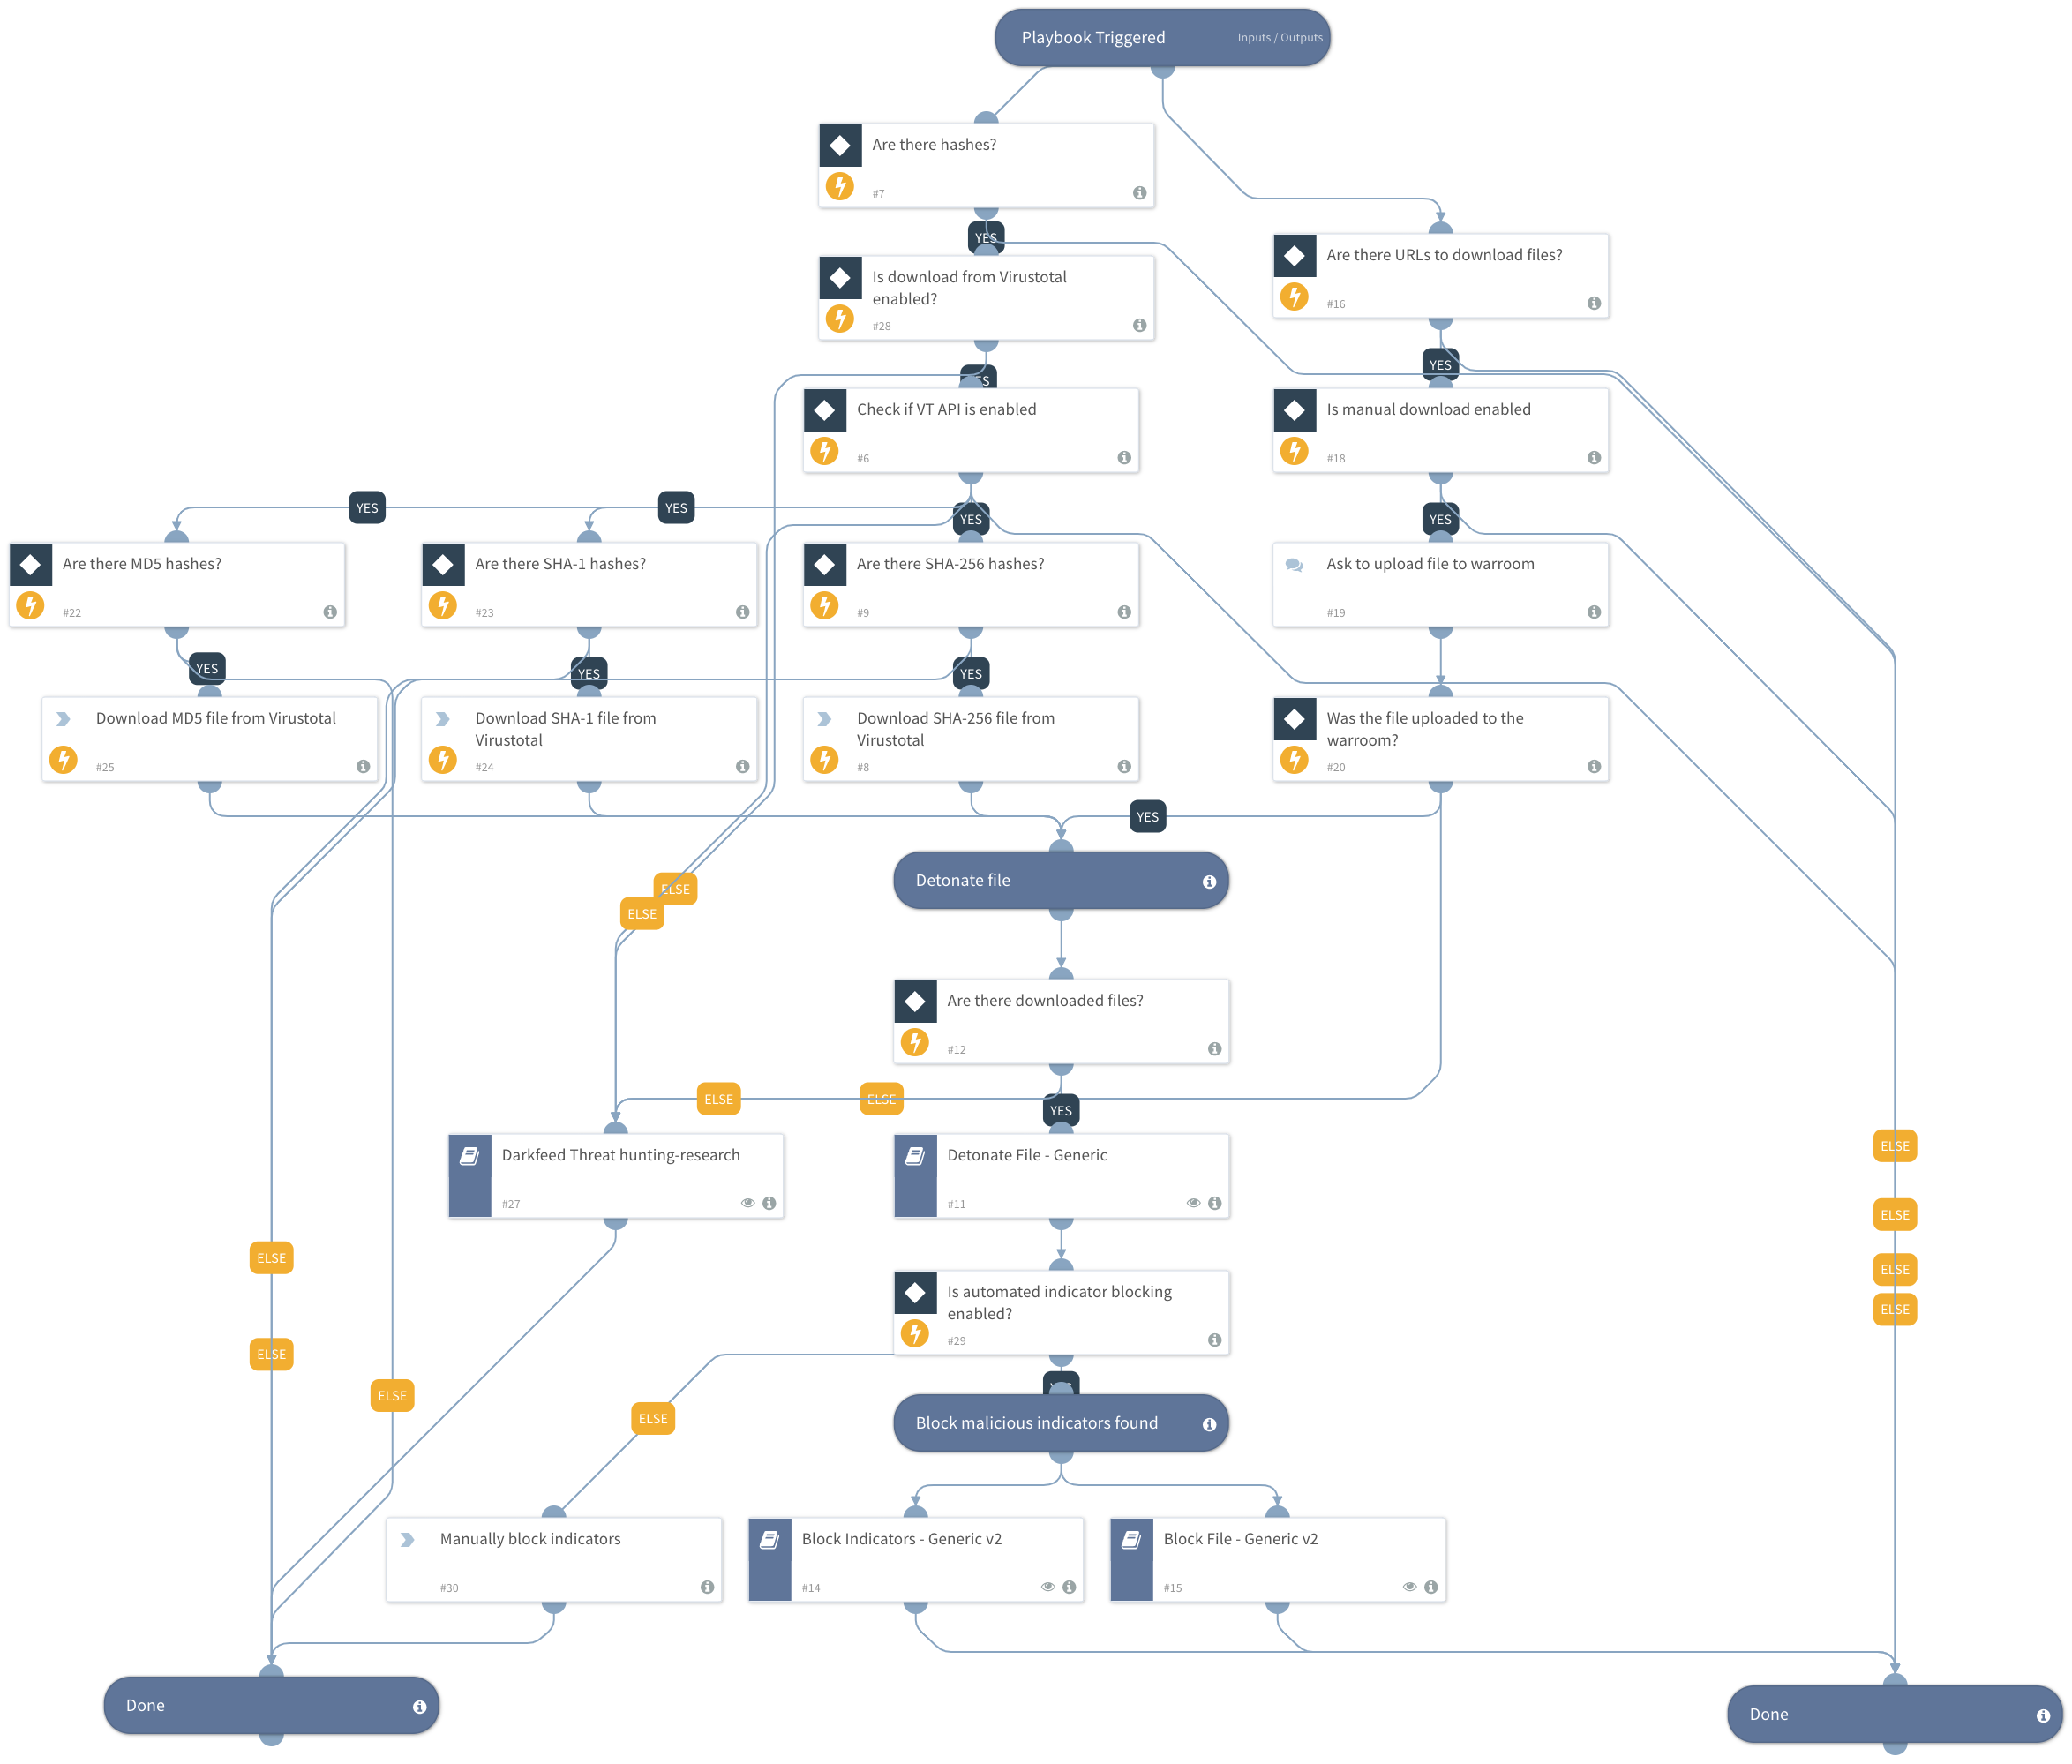 Playbook Triggered
Inputs / Outputs
Are there hashes?
#7
YES
Are there URLs to download files?
#16
Is download from Virustotal
enabled?
#28
YES
YES
Check if VT API is enabled
#6
Is manual download enabled
#18
YES
YES
YES
YES
Are there MD5 hashes?
#22
Are there SHA-1 hashes?
#23
Are there SHA-256 hashes?
#9
Ask to upload file to warroom
#19
YES
YES
YES
Download MD5 file from Virustotal
#25
Download SHA-1 file from
Virustotal
#24
Download SHA-256 file from
Virustotal
#8
Was the file uploaded to the
warroom?
#20
YES
Detonate file
ELSE
ELSE
Are there downloaded files?
#12
ELSE
ELSE
YES
ELSE
Darkfeed Threat hunting-research
#27
Detonate File - Generic
#11
ELSE
ELSE
ELSE
ELSE
Is automated indicator blocking
enabled?
#29
ELSE
ELSE
ELSE
Block malicious indicators found
Manually block indicators
#30
Block Indicators - Generic v2
#14
Block File - Generic v2
#15
Done
Done